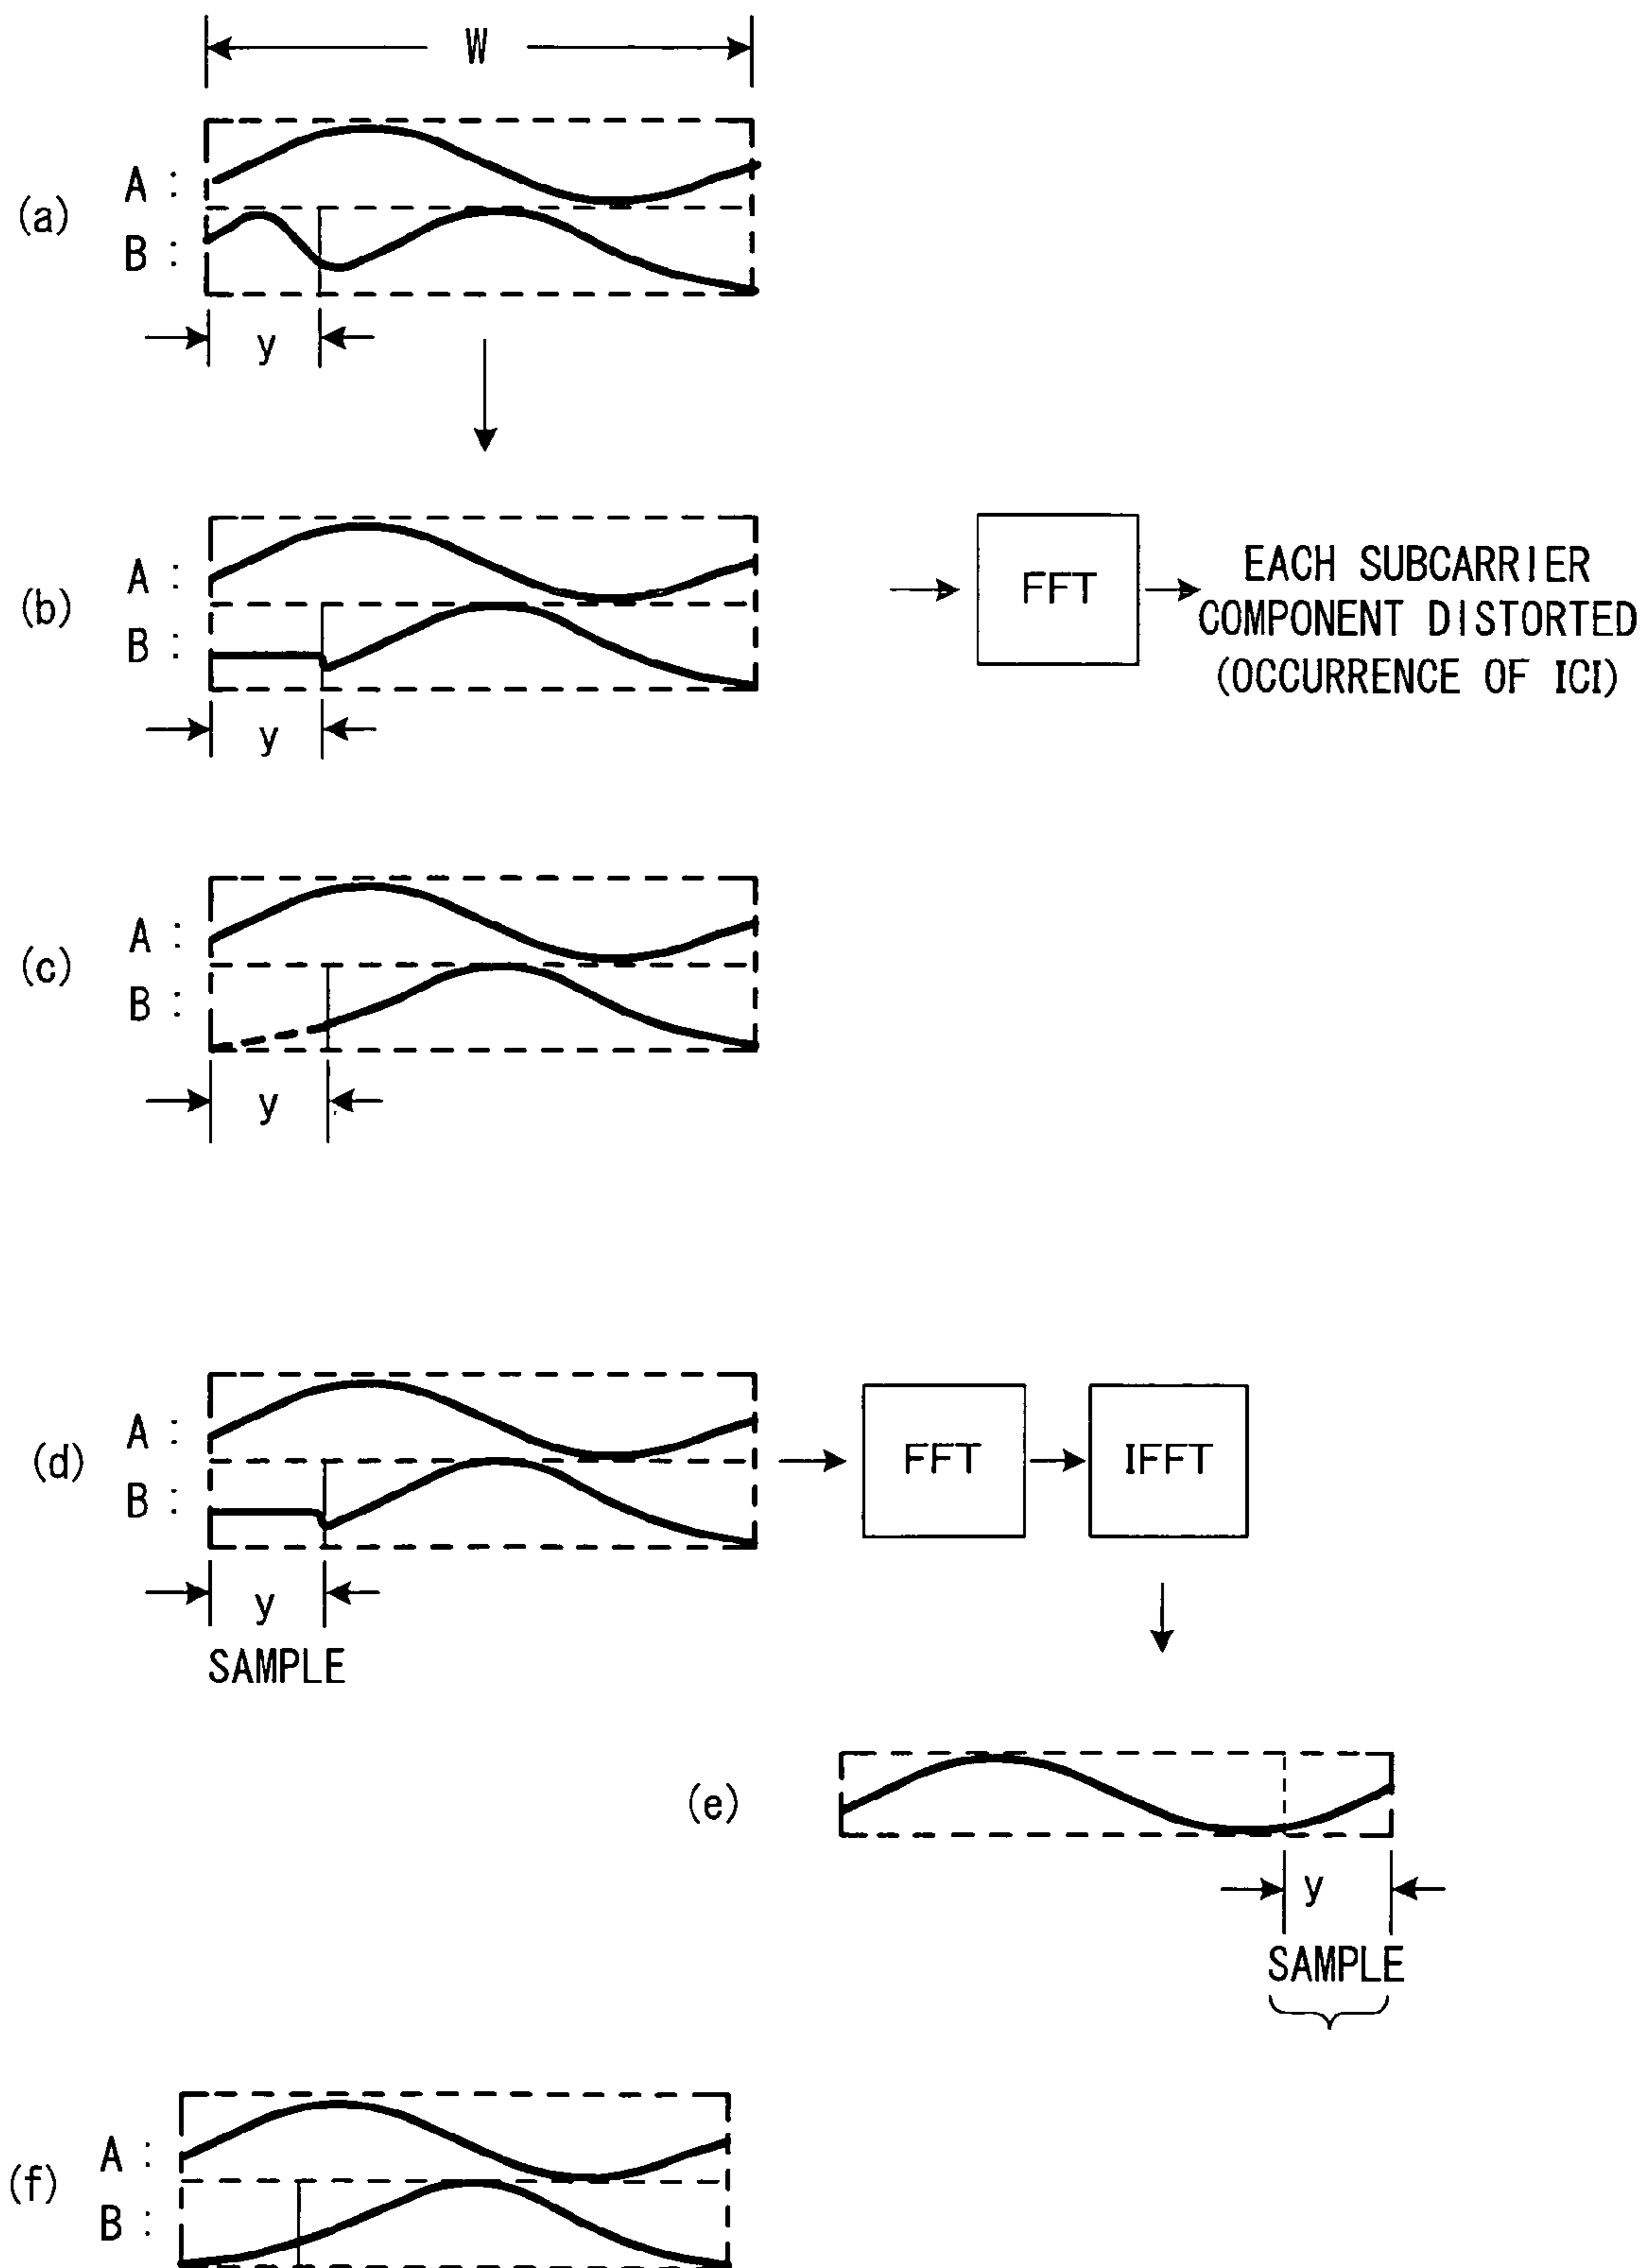 W
(a)
A :
B :
y
(b)
A :
B :
y
FFT
EACH SUBCARRIER
COMPONENT DISTORTED
(OCCURRENCE OF ICI)
(c)
A :
B :
y
(d)
A :
B :
y
SAMPLE
FFT
IFFT
(e)
y
SAMPLE
(f)
A :
B :